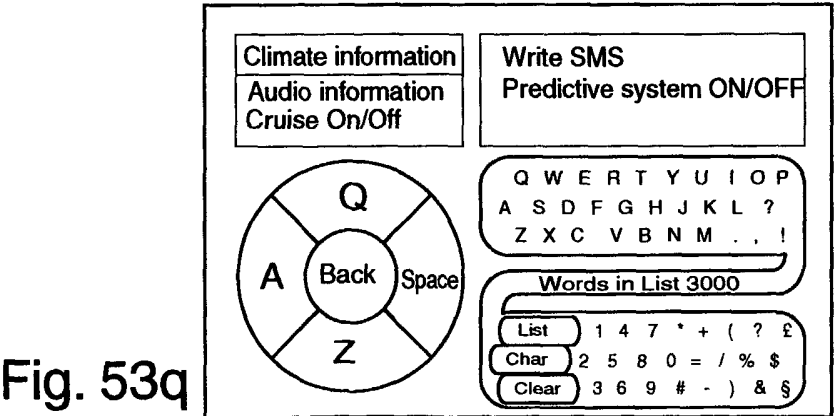 Climate information
Audio information
Cruise On/Off
Write SMS
Predictive system ON/OFF
Q
A Back Space
Z
Q W E R T Y U I O P
A S D F G H J K L ?
Z X C V B N M . , !
Words in List 3000
List 1 4 7 * + ( ? £
Char 2 5 8 0 = / % $
Clear 3 6 9 # - ) & §
Fig. 53q